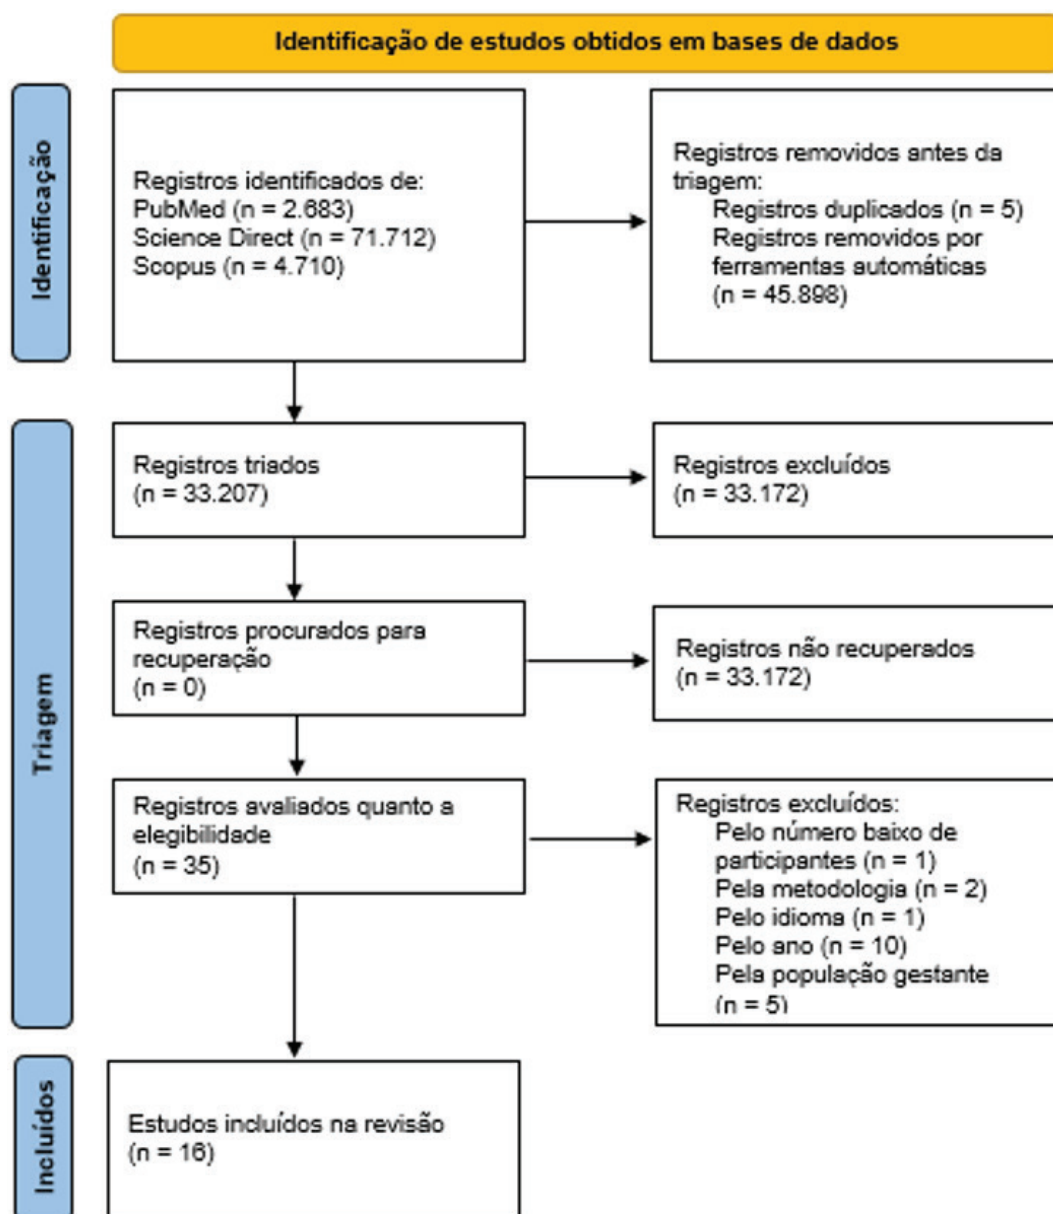 Identificação de estudos obtidos em bases de dados
Identificação
Registros identificados de:
PubMed (n = 2.683)
Science Direct (n = 71.712)
Scopus (n = 4.710)
Registros removidos antes da
triagem:
Registros duplicados (n = 5)
Registros removidos por
ferramentas automáticas
(n = 45.898)
Triagem
Registros triados
(n = 33.207)
Registros excluídos
(n = 33.172)
Registros procurados para
recuperação
(n = 0)
Registros não recuperados
(n = 33.172)
Registros avaliados quanto a
elegibilidade
(n = 35)
Registros excluídos:
Pelo número baixo de
participantes (n = 1)
Pela metodologia (n = 2)
Pelo idioma (n = 1)
Pelo ano (n = 10)
Pela população gestante
(n = 5)
Incluídos
Estudos incluídos na revisão
(n = 16)